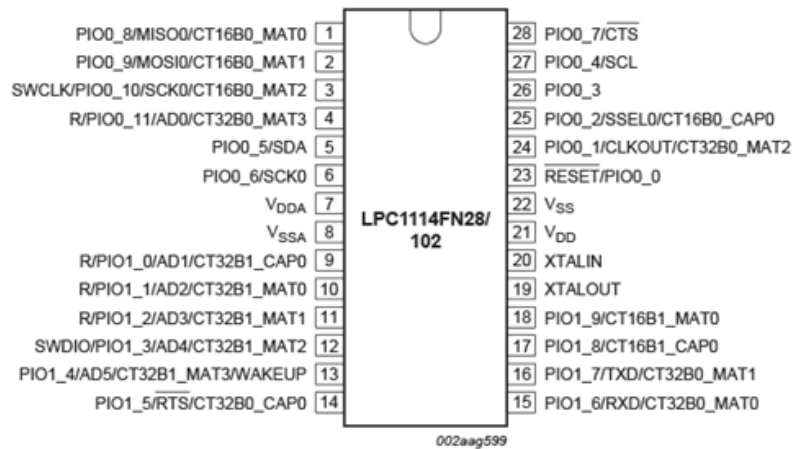 PIO0_8/MISO0/CT16B0_MAT0 1
PIO0_9/MOSI0/CT16B0_MAT1 2
SWCLK/PIO0_10/SCK0/CT16B0_MAT2 3
R/PIO0_11/AD0/CT32B0_MAT3 4
PIO0_5/SDA 5
PIO0_6/SCK0 6
VDDA 7
VSSA 8
R/PIO1_0/AD1/CT32B1_CAP0 9
R/PIO1_1/AD2/CT32B1_MAT0 10
R/PIO1_2/AD3/CT32B1_MAT1 11
SWDIO/PIO1_3/AD4/CT32B1_MAT2 12
PIO1_4/AD5/CT32B1_MAT3/WAKEUP 13
PIO1_5/RTS/CT32B0_CAP0 14
LPC1114FN28/
102
28 PIO0_7/CTS
27 PIO0_4/SCL
26 PIO0_3
25 PIO0_2/SSEL0/CT16B0_CAP0
24 PIO0_1/CLKOUT/CT32B0_MAT2
23 RESET/PIO0_0
22 VSS
21 VDD
20 XTALIN
19 XTALOUT
18 PIO1_9/CT16B1_MAT0
17 PIO1_8/CT16B1_CAP0
16 PIO1_7/TXD/CT32B0_MAT1
15 PIO1_6/RXD/CT32B0_MAT0
002aag599